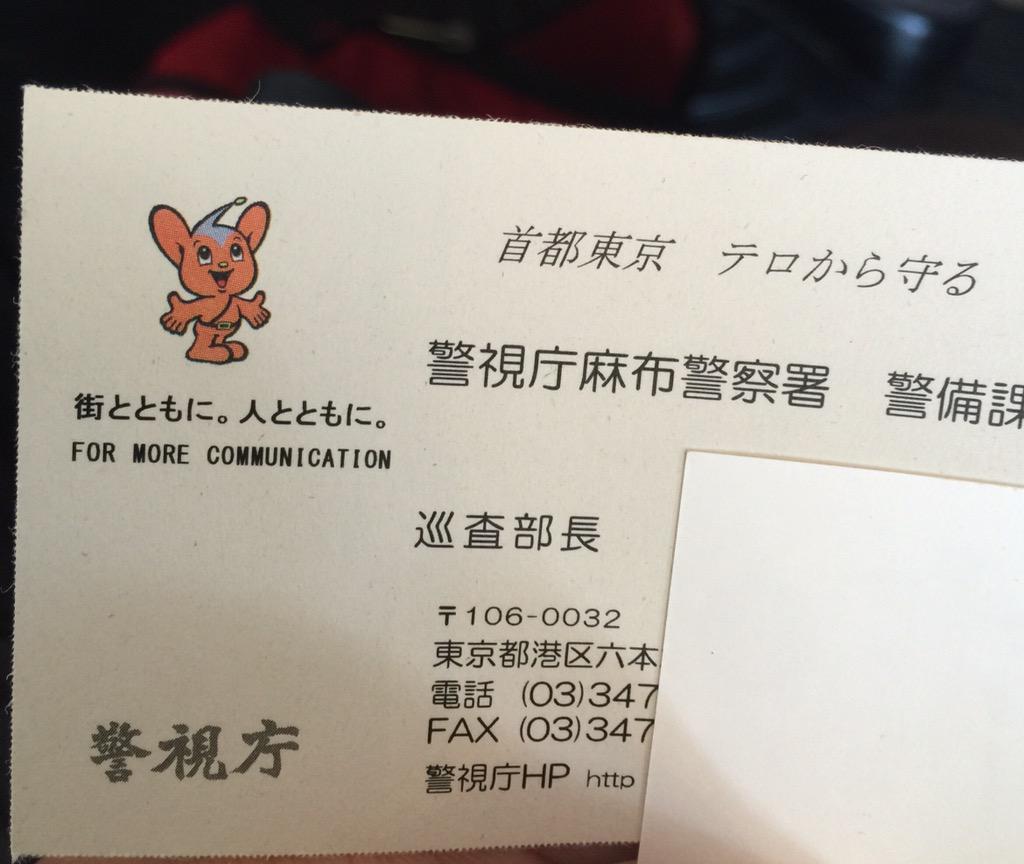 首都東京　テロから守る
警視庁麻布警察署　警備課
街とともに。人とともに。
FOR MORE COMMUNICATION
巡査部長
〒106-0032
東京都港区六本
電話 (03)347
FAX (03)347
警視庁HP http
警視庁